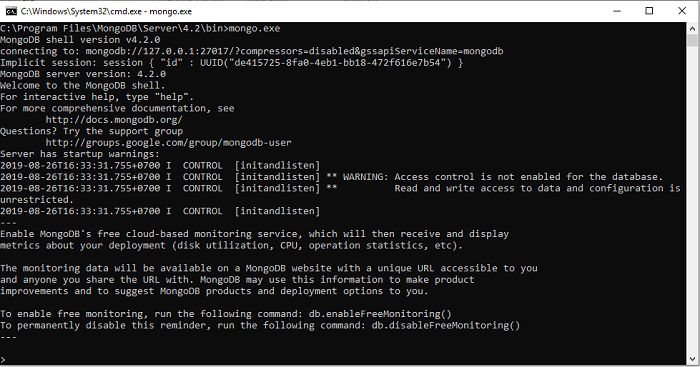 C:\Windows\System32\cmd.exe - mongo.exe
C:\Program Files\MongoDB\Server\4.2\bin>mongo.exe
MongoDB shell version v4.2.0
connecting to: mongodb://127.0.0.1:27017/?compressors=disabled&gssapiServiceName=mongodb
Implicit session: session { "id" : UUID("de415725-8fa0-4eb1-bb18-472f616e7b54") }
MongoDB server version: 4.2.0
Welcome to the MongoDB shell.
For interactive help, type "help".
For more comprehensive documentation, see
http://docs.mongodb.org/
Questions? Try the support group
http://groups.google.com/group/mongodb-user
Server has startup warnings:
2019-08-26T16:33:31.755+0700 I  CONTROL  [initandlisten]
2019-08-26T16:33:31.755+0700 I  CONTROL  [initandlisten] ** WARNING: Access control is not enabled for the database.
2019-08-26T16:33:31.755+0700 I  CONTROL  [initandlisten] **          Read and write access to data and configuration is
unrestricted.
2019-08-26T16:33:31.755+0700 I  CONTROL  [initandlisten]
---
Enable MongoDB's free cloud-based monitoring service, which will then receive and display
metrics about your deployment (disk utilization, CPU, operation statistics, etc).
The monitoring data will be available on a MongoDB website with a unique URL accessible to you
and anyone you share the URL with. MongoDB may use this information to make product
improvements and to suggest MongoDB products and deployment options to you.
To enable free monitoring, run the following command: db.enableFreeMonitoring()
To permanently disable this reminder, run the following command: db.disableFreeMonitoring()
---
>